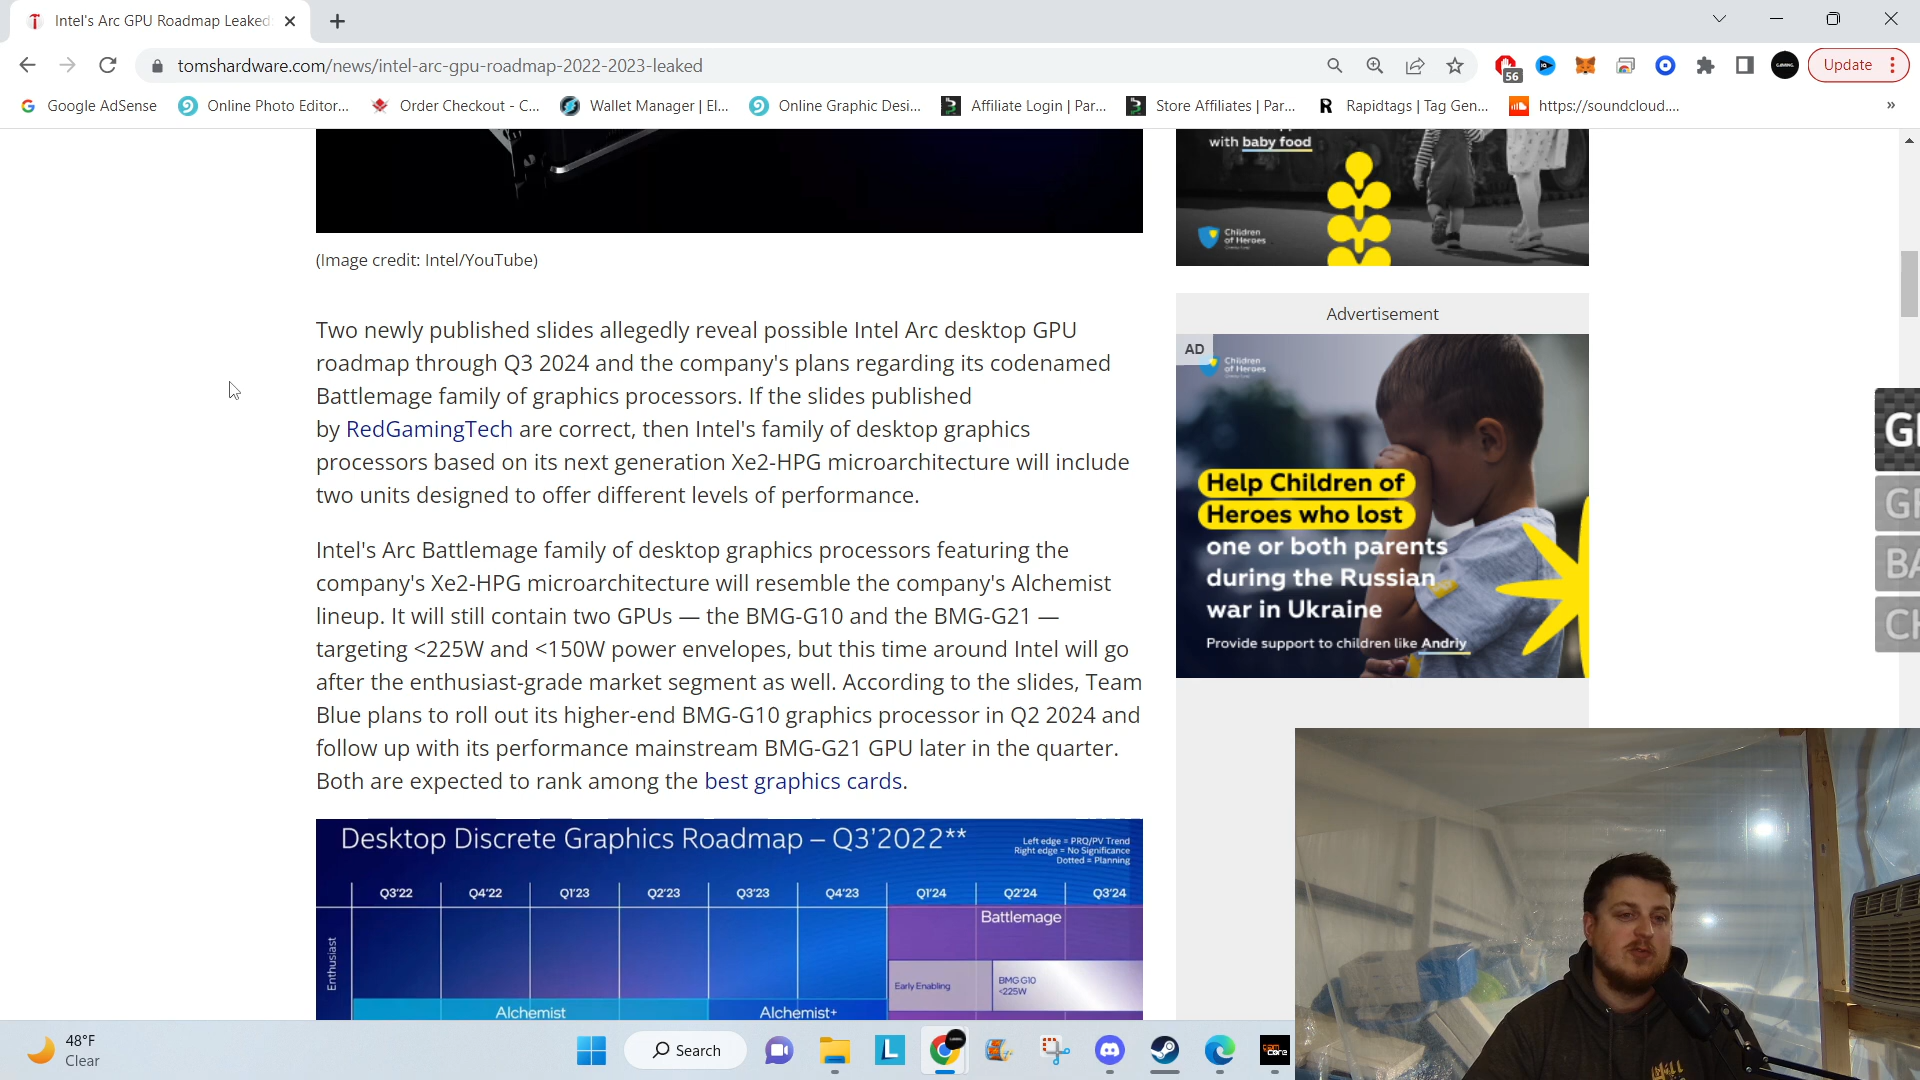 Intel's Arc GPU Roadmap Leaked
tomshardware.com/news/intel-arc-gpu-roadmap-2022-2023-leaked
56
Update
Google AdSense
Online Photo Editor...
Order Checkout - C...
Wallet Manager | El...
Online Graphic Desi...
Affiliate Login | Par...
Store Affiliates | Par...
Rapidtags | Tag Gen...
https://soundcloud....
»
with baby food
Children
of Heroes
(Image credit: Intel/YouTube)
Two newly published slides allegedly reveal possible Intel Arc desktop GPU
roadmap through Q3 2024 and the company's plans regarding its codenamed
Battlemage family of graphics processors. If the slides published
by RedGamingTech are correct, then Intel's family of desktop graphics
processors based on its next generation Xe2-HPG microarchitecture will include
two units designed to offer different levels of performance.
Intel's Arc Battlemage family of desktop graphics processors featuring the
company's Xe2-HPG microarchitecture will resemble the company's Alchemist
lineup. It will still contain two GPUs — the BMG-G10 and the BMG-G21 —
targeting <225W and <150W power envelopes, but this time around Intel will go
after the enthusiast-grade market segment as well. According to the slides, Team
Blue plans to roll out its higher-end BMG-G10 graphics processor in Q2 2024 and
follow up with its performance mainstream BMG-G21 GPU later in the quarter.
Both are expected to rank among the best graphics cards.
Advertisement
AD
Children
of Heroes
Help Children of
Heroes who lost
one or both parents
during the Russian
war in Ukraine
Provide support to children like Andriy
Desktop Discrete Graphics Roadmap – Q3'2022**
Left edge = PRQ/PV Trend
Right edge = No Significance
Dotted = Planning
Q3'22 Q4'22 Q1'23 Q2'23 Q3'23 Q4'23 Q1'24 Q2'24 Q3'24
Battlemage
Enthusiast
Early Enabling
BMG G10
<225W
Alchemist
Alchemist+
48°F
Clear
Search